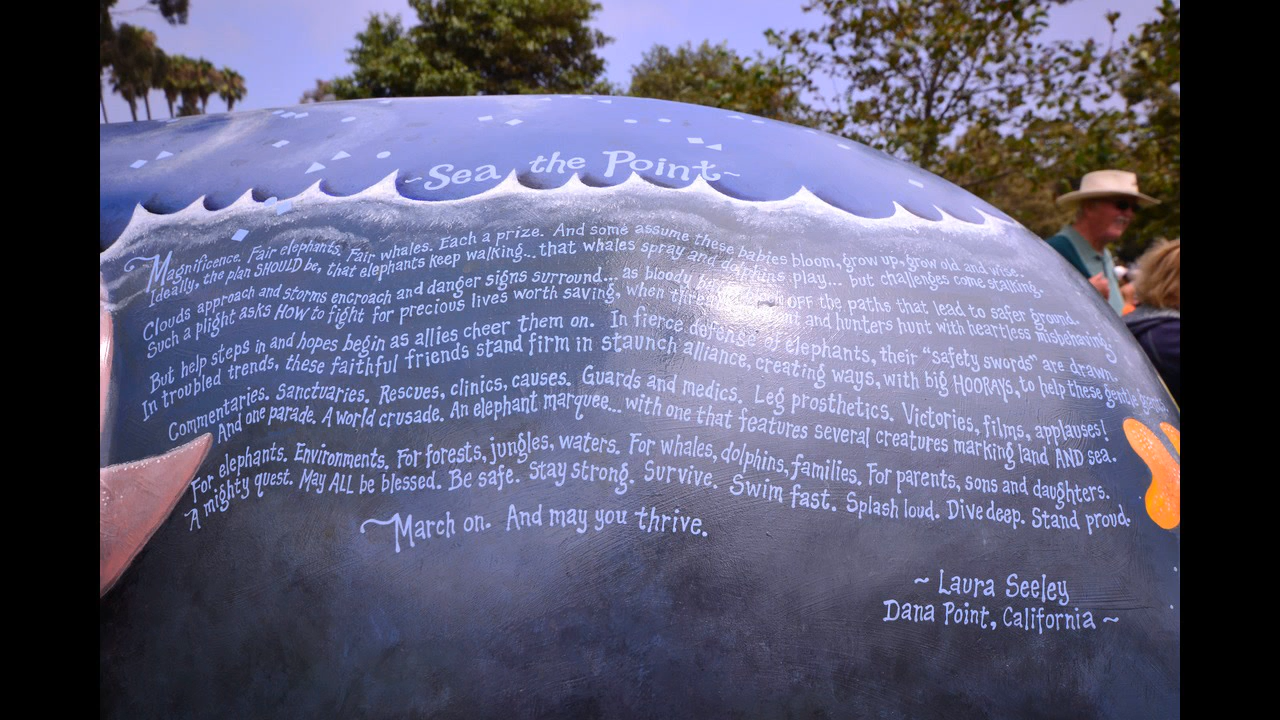 ~Sea the Point~
~Magnificence. Fair elephants. Fair whales. Each a prize. And some assume these babies bloom, grow up, grow old and wise...
Ideally, the plan SHOULD be, that elephants keep walking... that whales spray and dolphins play... but challenges come stalking.
Clouds approach and storms encroach and danger signs surround... as bloody OFF the paths that lead to safer ground.
Such a plight asks HOW to fight for precious lives worth saving, when and hunters hunt with heartless misbehaving.
But help steps in and hopes begin as allies cheer them on. In fierce defense of elephants, their "safety swords" are drawn.
In troubled trends, these faithful friends stand firm in staunch alliance, creating ways, with big HOORAYS, to help these gentle
Commentaries. Sanctuaries. Rescues, clinics, causes. Guards and medics. Leg prosthetics. Victories, films, applauses!
And one parade. A world crusade. An elephant marquee... with one that features several creatures marking land AND sea.
For elephants. Environments. For forests, jungles, waters. For whales, dolphins, families. For parents, sons and daughters.
A mighty quest. May ALL be blessed. Be safe. Stay strong. Survive. Swim fast. Splash loud. Dive deep. Stand proud.
~March on. And may you thrive.
~ Laura Seeley
Dana Point, California ~